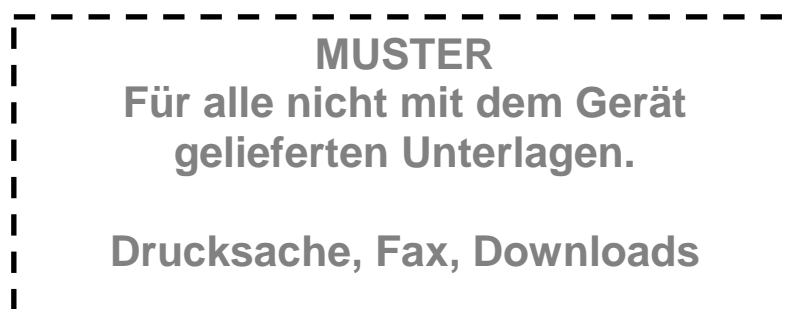 MUSTER
Für alle nicht mit dem Gerät
gelieferten Unterlagen.
Drucksache, Fax, Downloads